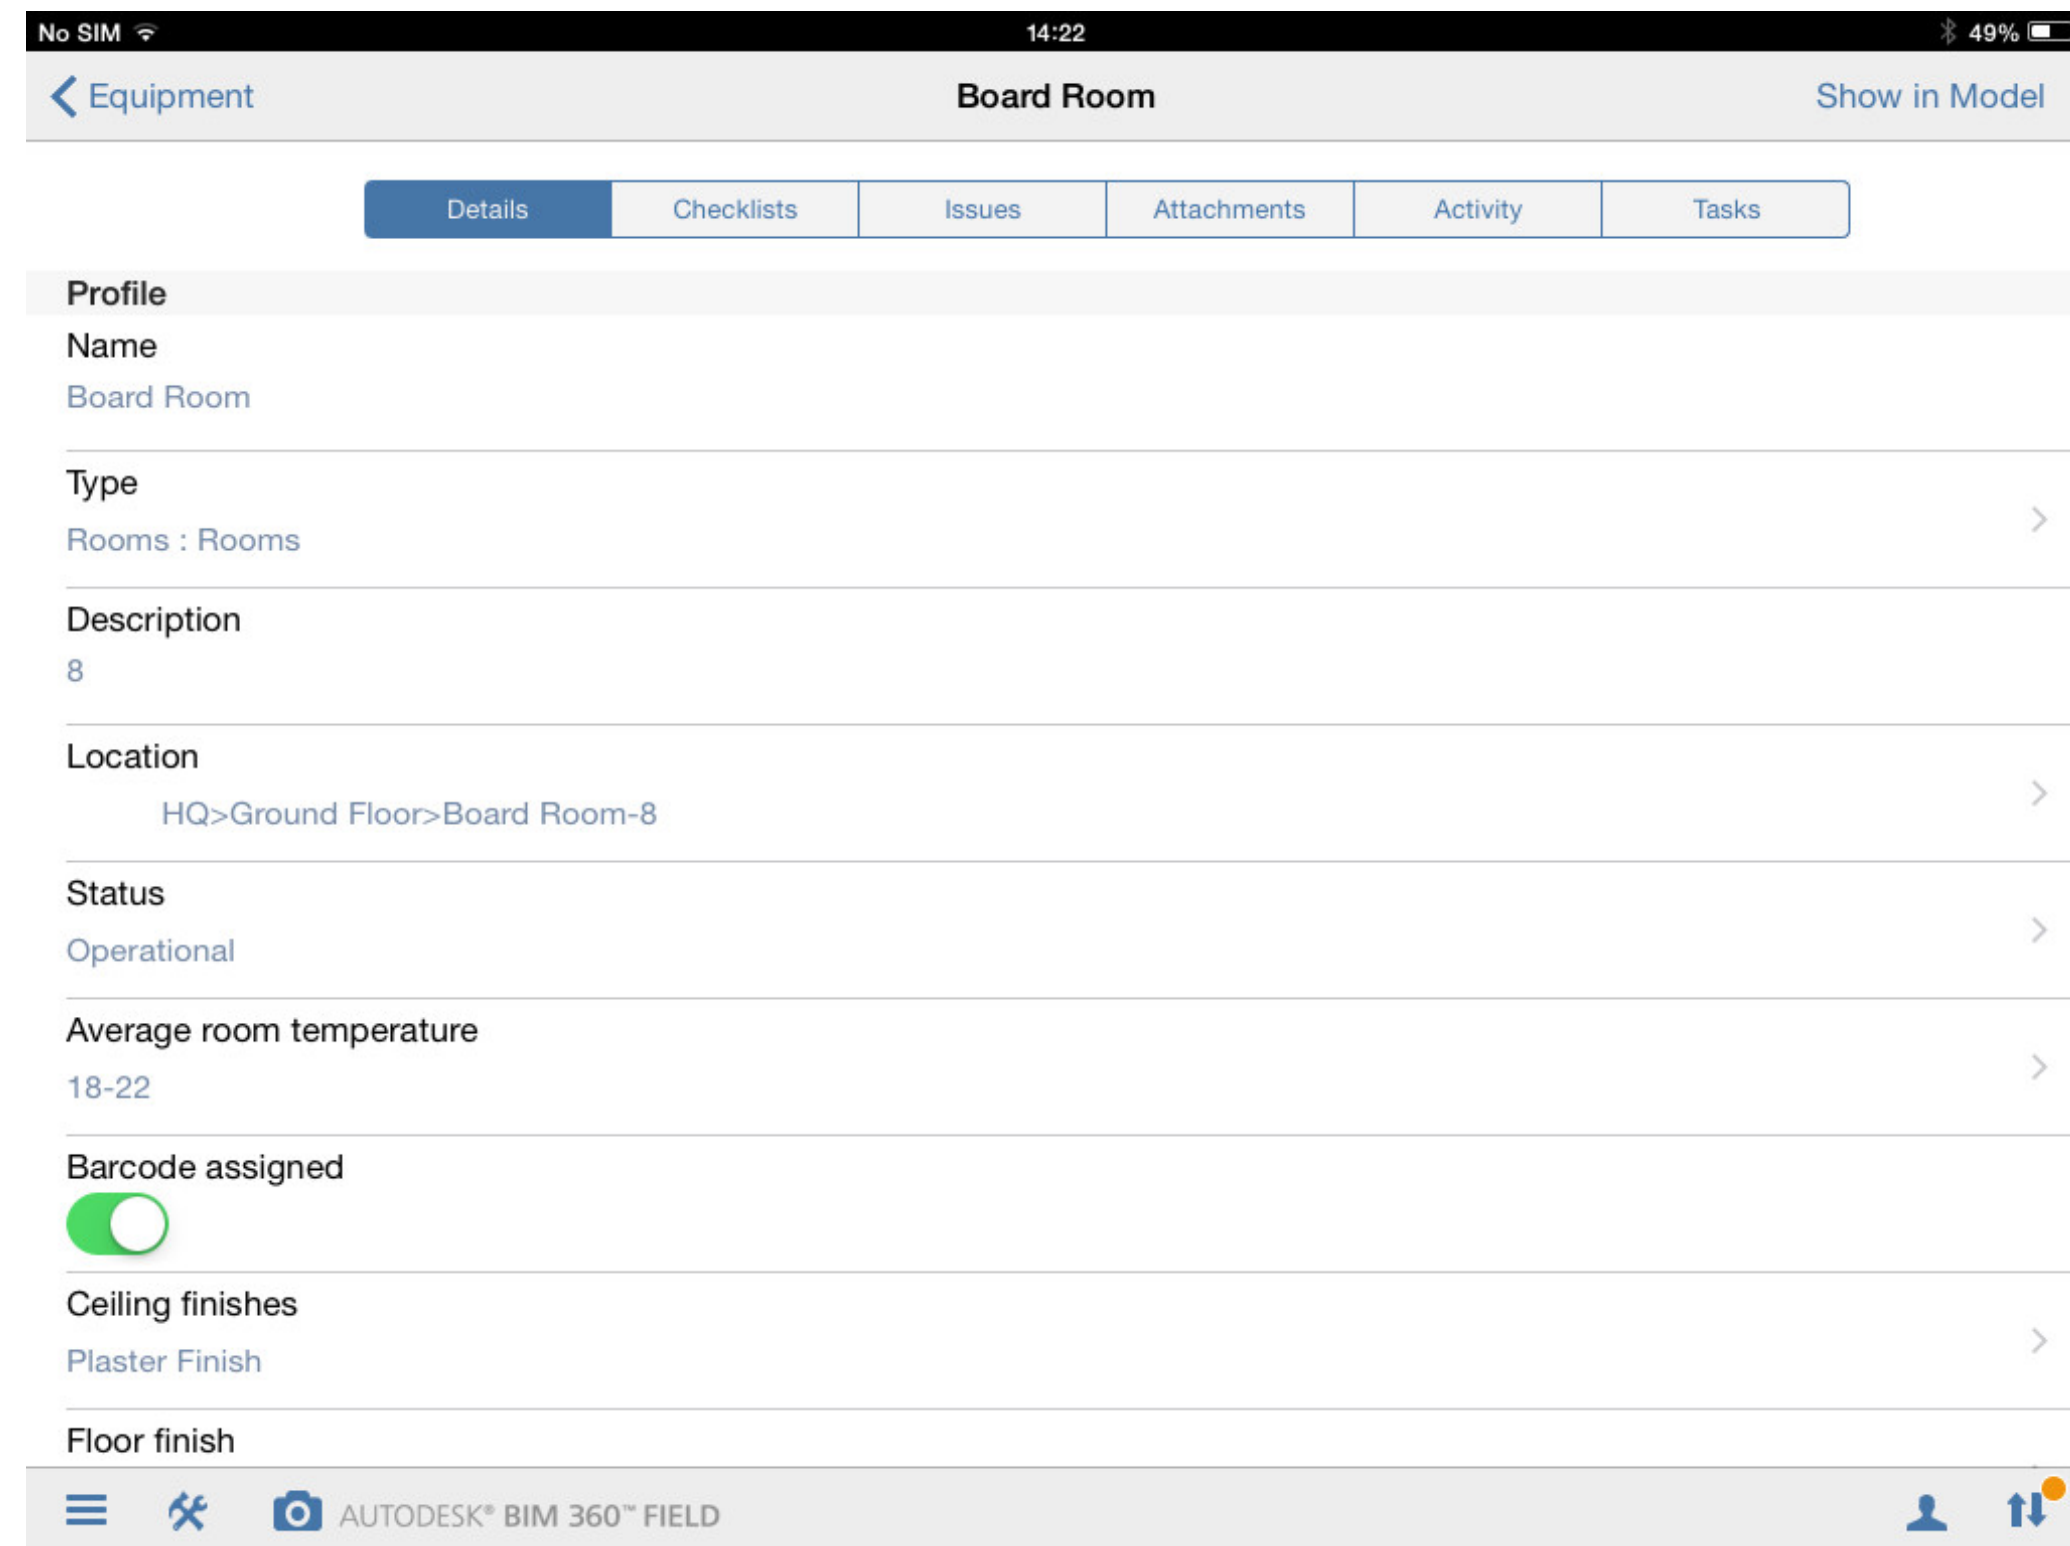 No SIM 14:22 49%
Equipment Board Room Show in Model
Details Checklists Issues Attachments Activity Tasks
Profile
Name
Board Room
Type
Rooms : Rooms
Description
8
Location
HQ>Ground Floor>Board Room-8
Status
Operational
Average room temperature
18-22
Barcode assigned
Ceiling finishes
Plaster Finish
Floor finish
AUTODESK® BIM 360™ FIELD